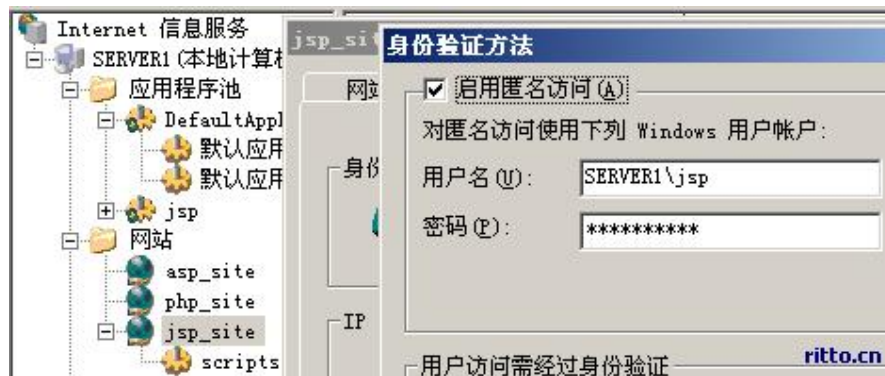 Internet 信息服务
SERVER1 (本地计算
应用程序池
DefaultAppl
默认应用
默认应用
jsp
网站
asp_site
php_site
jsp_site
scripts
jsp_si
网
身份
IP
身份验证方法
启用匿名访问(A)
对匿名访问使用下列 Windows 用户帐户:
用户名(U):
SERVER1\jsp
密码(P):
**********
用户访问需经过身份验证
ritto.cn